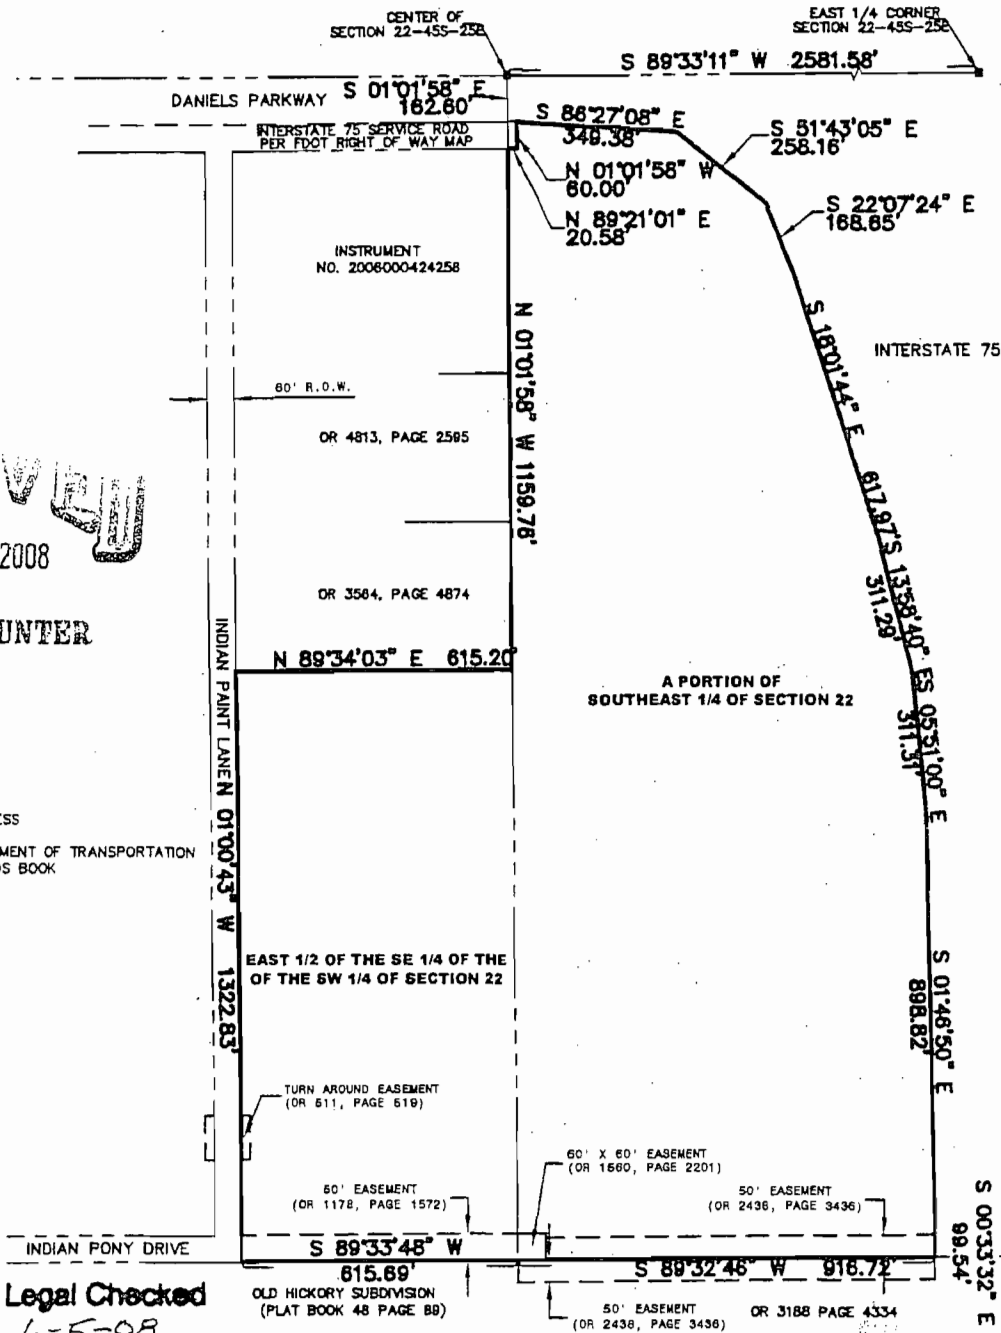 CENTER OF
SECTION 22-45S-25E
EAST 1/4 CORNER
SECTION 22-45S-25E
S 89°33'11" W 2581.58'
DANIELS PARKWAY
S 01°01'58" E
162.60'
INTERSTATE 75 SERVICE ROAD
PER FDOT RIGHT OF WAY MAP
S 86°27'08" E
349.38'
S 51°43'05" E
258.16'
N 01°01'58" W
60.00'
N 89°21'01" E
20.58'
S 22°07'24" E
168.65'
INSTRUMENT
NO. 2006000424258
N 01°01'58" W 1159.76'
S 18°01'44" E 617.97'
INTERSTATE 75
60' R.O.W.
OR 4813, PAGE 2595
2008
OR 3584, PAGE 4874
UNTER
S 13°58'40" E
311.29'
N 89°34'03" E 615.20'
A PORTION OF
SOUTHEAST 1/4 OF SECTION 22
S 05°51'00" E
311.31'
INDIAN PAINT LANE
N 01°00'43" W 1322.83'
ESS
MENT OF TRANSPORTATION
DS BOOK
EAST 1/2 OF THE SE 1/4 OF THE
OF THE SW 1/4 OF SECTION 22
S 01°46'50" E
898.82'
TURN AROUND EASEMENT
(OR 511, PAGE 519)
60' X 60' EASEMENT
(OR 1560, PAGE 2201)
50' EASEMENT
(OR 1178, PAGE 1572)
50' EASEMENT
(OR 2436, PAGE 3436)
S 00°33'32" E
99.54'
INDIAN PONY DRIVE
S 89°33'48" W
615.69'
S 89°32'46" W 916.72'
Legal Checked
OLD HICKORY SUBDIVISION
(PLAT BOOK 48 PAGE 89)
50' EASEMENT
(OR 2436, PAGE 3436)
OR 3188 PAGE 4334